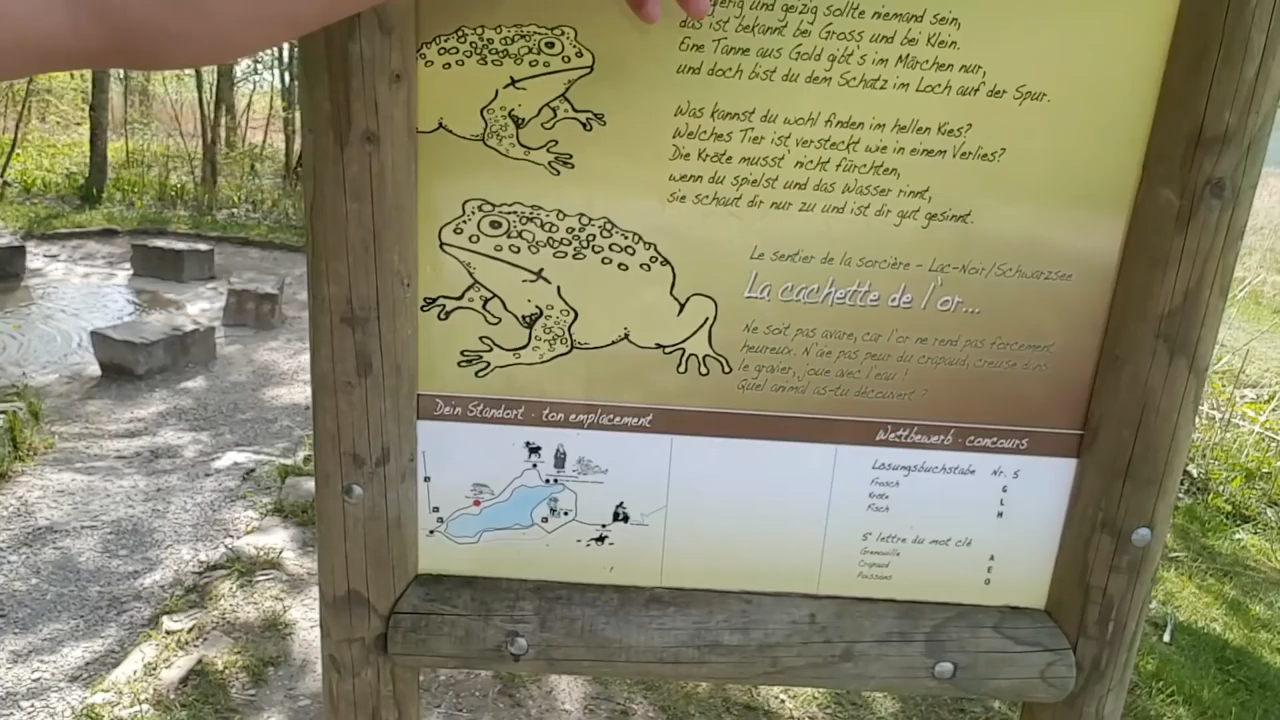 und geizig sollte niemand sein,
das ist bekannt bei Gross und bei Klein.
Eine Tanne aus Gold gibt's im Märchen nur,
und doch bist du dem Schatz im Loch auf der Spur.
Was kannst du wohl finden im hellen Kies?
Welches Tier ist versteckt wie in einem Verlies?
Die Kröte musst' nicht fürchten,
wenn du spielst und das Wasser rinnt,
sie schaut dir nur zu und ist dir gut gesinnt.
Le sentier de la sorcière - Lac-Noir/Schwarzsee
La cachette de l'or...
Ne soit pas avare, car l'or ne rend pas forcement
heureux. N'aie pas peur du crapaud, creuse dans
le gravier, joue avec l'eau !
Quel animal as-tu découvert ?
Dein Standort - ton emplacement
Wettbewerb - concours
Lösungsbuchstabe Nr. 5
Frosch G
Kröte L
Fisch H
5 lettre du mot clé
Grenouille A
Crapaud E
Poissons O